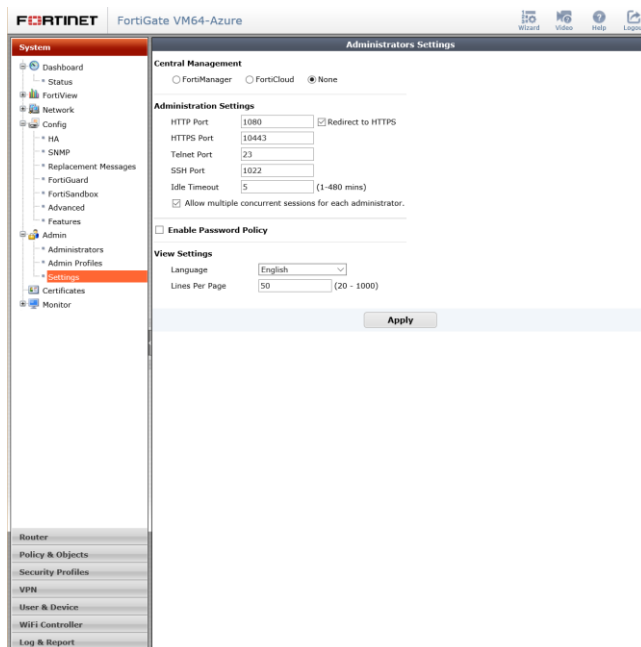 FORTINET FortiGate VM64-Azure
Wizard Video Help Logout
System
Dashboard
Status
FortiView
Network
Config
HA
SNMP
Replacement Messages
FortiGuard
FortiSandbox
Advanced
Features
Admin
Administrators
Admin Profiles
Settings
Certificates
Monitor
Router
Policy & Objects
Security Profiles
VPN
User & Device
WiFi Controller
Log & Report
Administrators Settings
Central Management
FortiManager FortiCloud None
Administration Settings
HTTP Port 1080 Redirect to HTTPS
HTTPS Port 10443
Telnet Port 23
SSH Port 1022
Idle Timeout 5 (1-480 mins)
Allow multiple concurrent sessions for each administrator.
Enable Password Policy
View Settings
Language English
Lines Per Page 50 (20 - 1000)
Apply